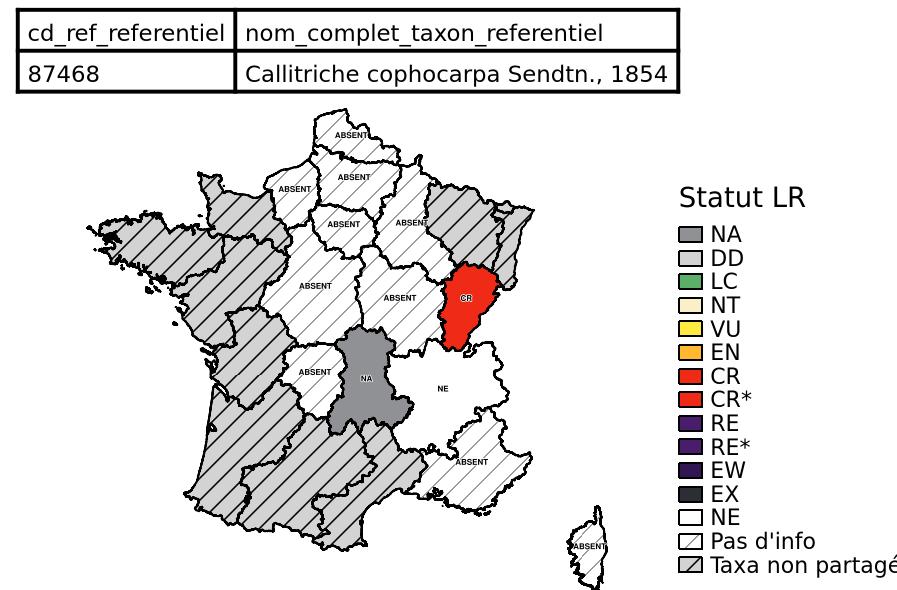 cd_ref_referentiel nom_complet_taxon_referentiel
87468 Callitriche cophocarpa Sendtn., 1854
ABSENT
ABSENT
ABSENT
ABSENT
ABSENT
ABSENT
ABSENT
CR
ABSENT
NA
NE
ABSENT
ABSENT
Statut LR
NA
DD
LC
NT
VU
EN
CR
CR*
RE
RE*
EW
EX
NE
Pas d'info
Taxa non partagé